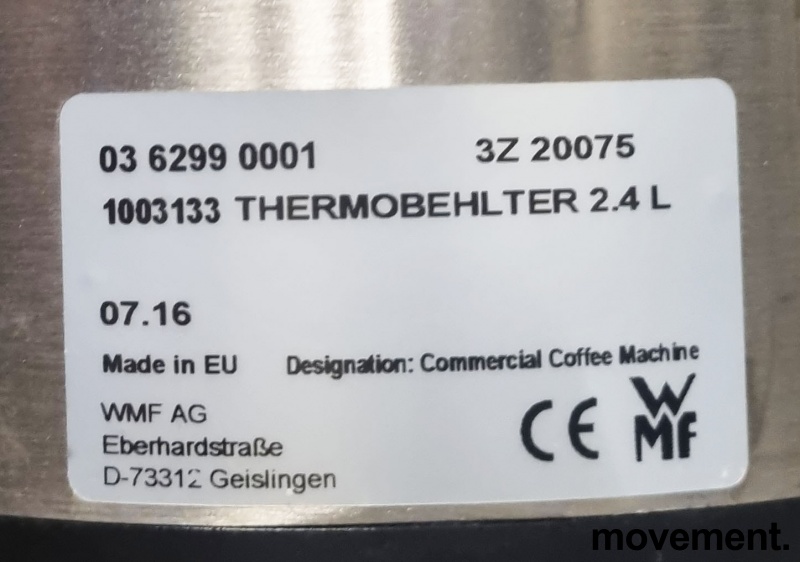 03 6299 0001 3Z 20075
1003133 THERMOBEHLTER 2.4 L
07.16
Made in EU Designation: Commercial Coffee Machine
WMF AG
Eberhardstraße
D-73312 Geislingen
CE WMF
movement.